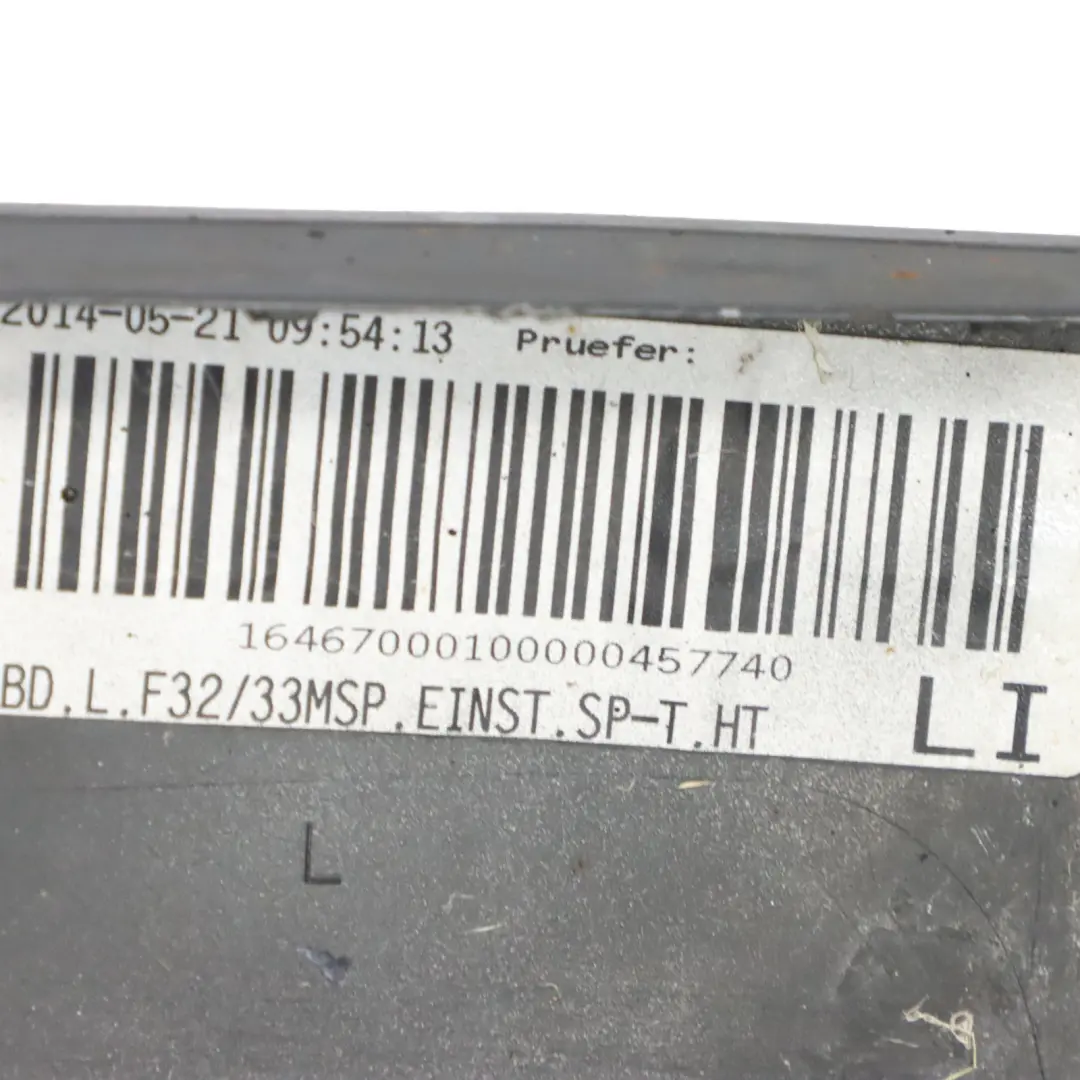 2014-05-21 09:54:13 Pruefer:
16467000100000457740
BD.L.F32/33MSP.EINST.SP-T.HT LI
L